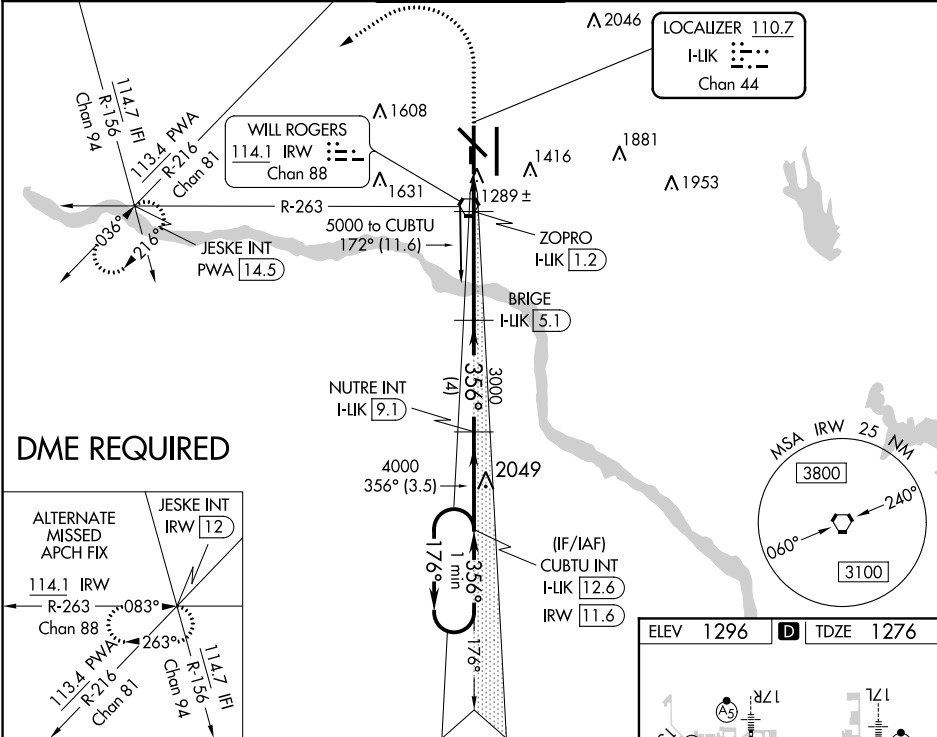 2046
LOCALIZER 110.7
I-LIK
Chan 44
114.7 IFI
R-156
Chan 94
113.4 PWA
R-216
Chan 81
WILL ROGERS
114.1 IRW
Chan 88
1608
1631
1416
1881
1953
1289 ±
R-263
5000 to CUBTU
172° (11.6)
036°
216°
JESKE INT
PWA 14.5
ZOPRO
I-LIK 1.2
BRIGE
I-LIK 5.1
3000
356°
(4)
NUTRE INT
I-LIK 9.1
DME REQUIRED
4000
356° (3.5)
2049
MSA IRW 25 NM
3800
240°
060°
3100
ALTERNATE
MISSED
APCH FIX
JESKE INT
IRW 12
114.1 IRW
R-263
Chan 88
083°
263°
113.4 PWA
R-216
Chan 81
114.7 IFI
R-156
Chan 94
176°
1 min
356°
176°
(IF/IAF)
CUBTU INT
I-LIK 12.6
IRW 11.6
ELEV 1296 D TDZE 1276
17R
17L
A5